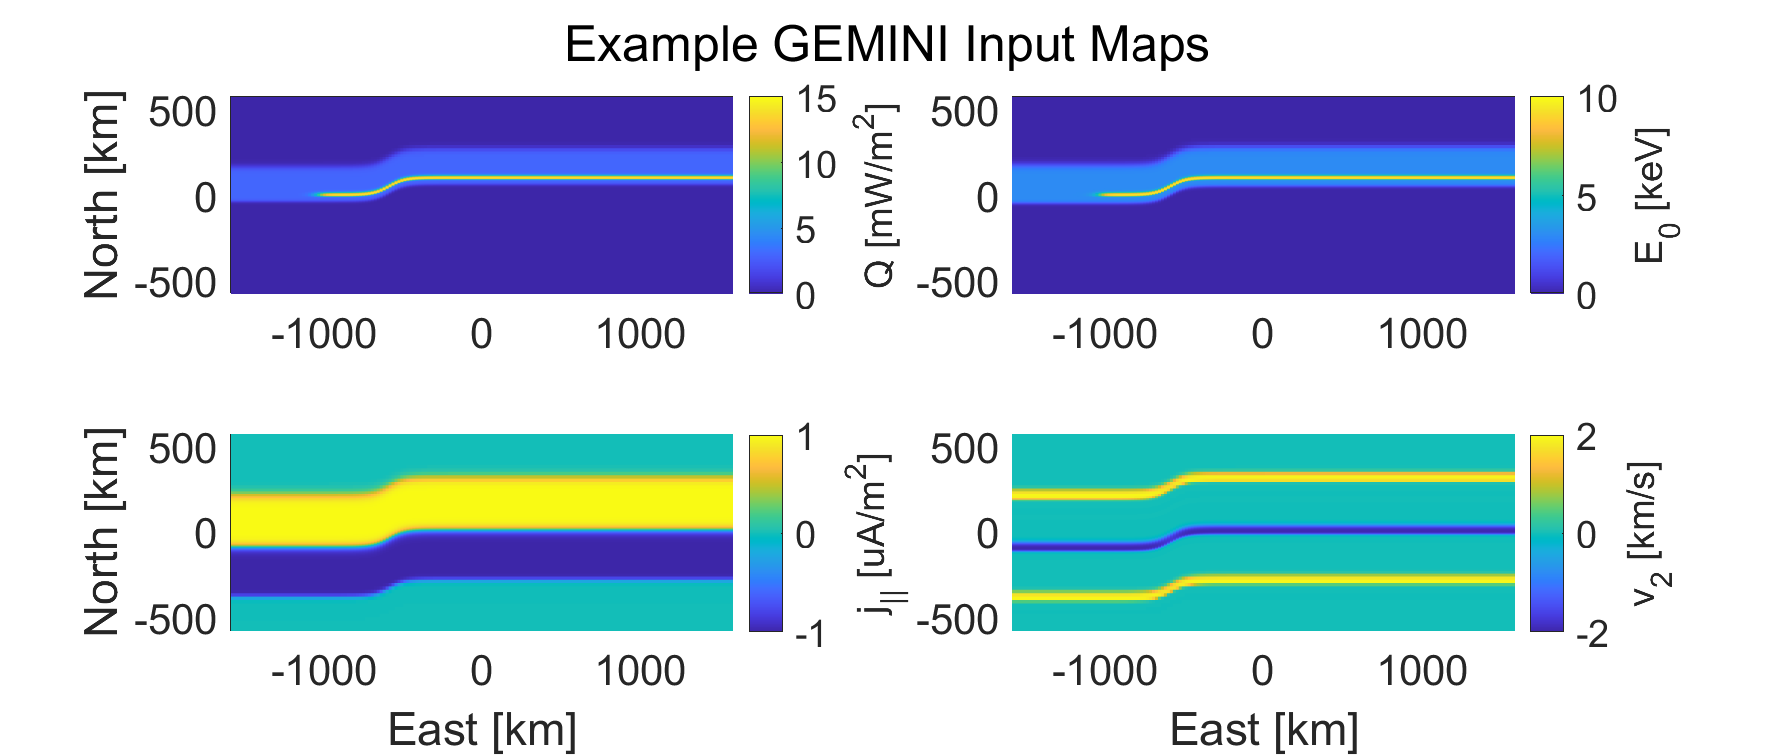 Example GEMINI Input Maps
North [km]
500
0
-500
-1000 0 1000
15
10
5
0
Q [mW/m²]
500
0
-500
-1000 0 1000
10
5
0
E₀ [keV]
North [km]
500
0
-500
-1000 0 1000
East [km]
1
0
-1
j|| [uA/m²]
500
0
-500
-1000 0 1000
East [km]
2
0
-2
v₂ [km/s]